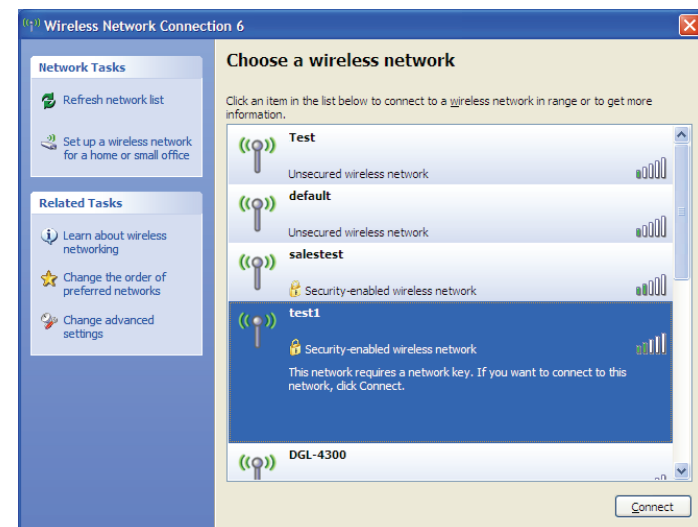 Wireless Network Connection 6
Network Tasks
Refresh network list
Set up a wireless network
for a home or small office
Related Tasks
Learn about wireless
networking
Change the order of
preferred networks
Change advanced
settings
Choose a wireless network
Click an item in the list below to connect to a wireless network in range or to get more
information.
Test
Unsecured wireless network
default
Unsecured wireless network
salestest
Security-enabled wireless network
test1
Security-enabled wireless network
This network requires a network key. If you want to connect to this
network, click Connect.
DGL-4300
Connect